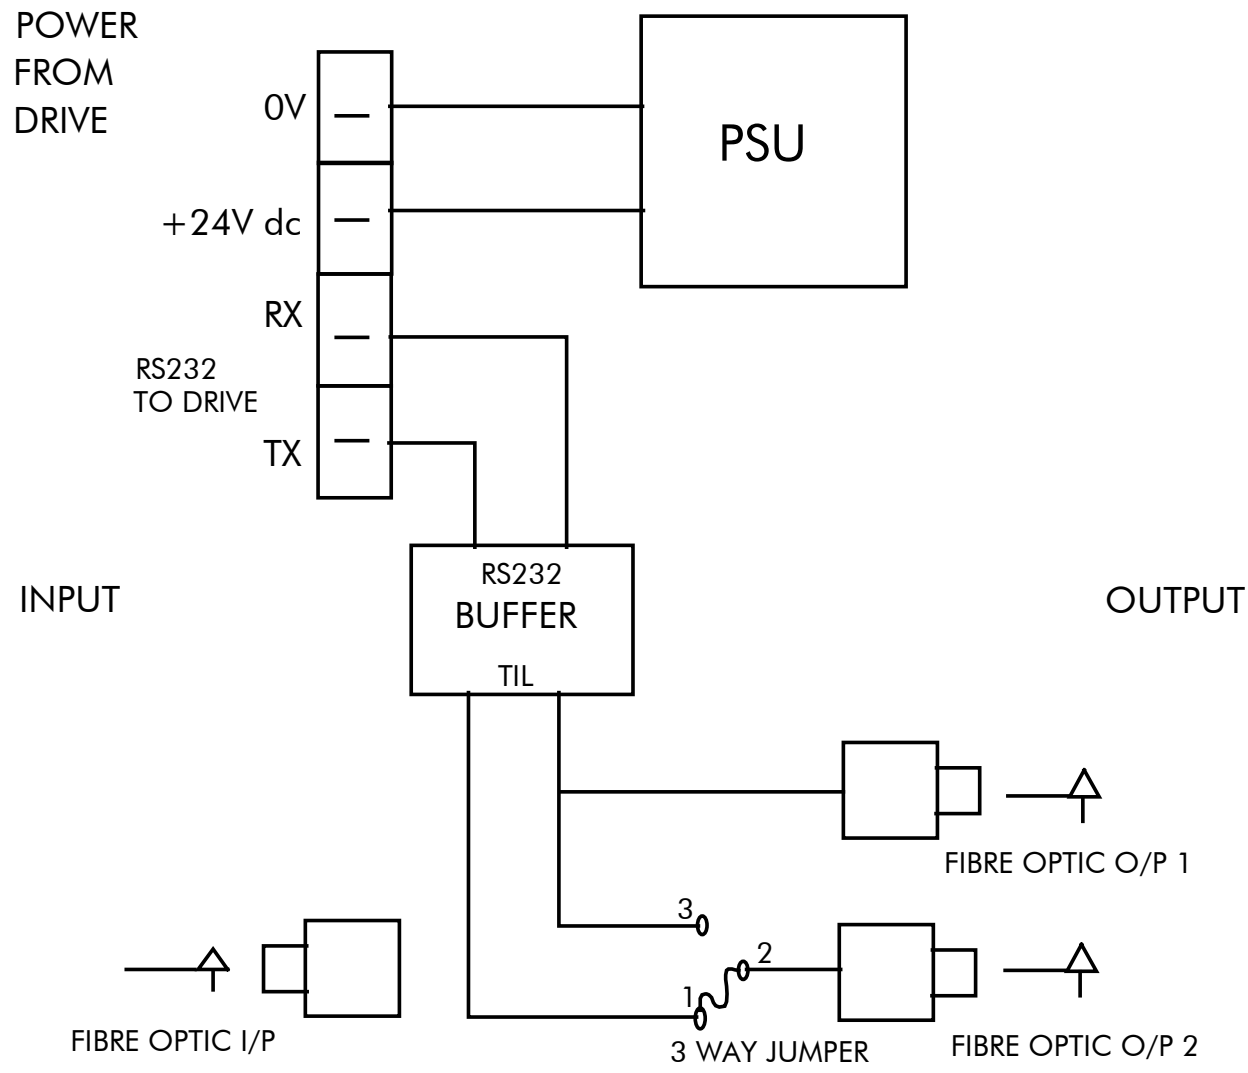 POWER
FROM
DRIVE
0V
PSU
+24V dc
RX
RS232
TO DRIVE
TX
INPUT
RS232
BUFFER
TIL
OUTPUT
FIBRE OPTIC O/P 1
3
2
1
FIBRE OPTIC I/P
3 WAY JUMPER
FIBRE OPTIC O/P 2